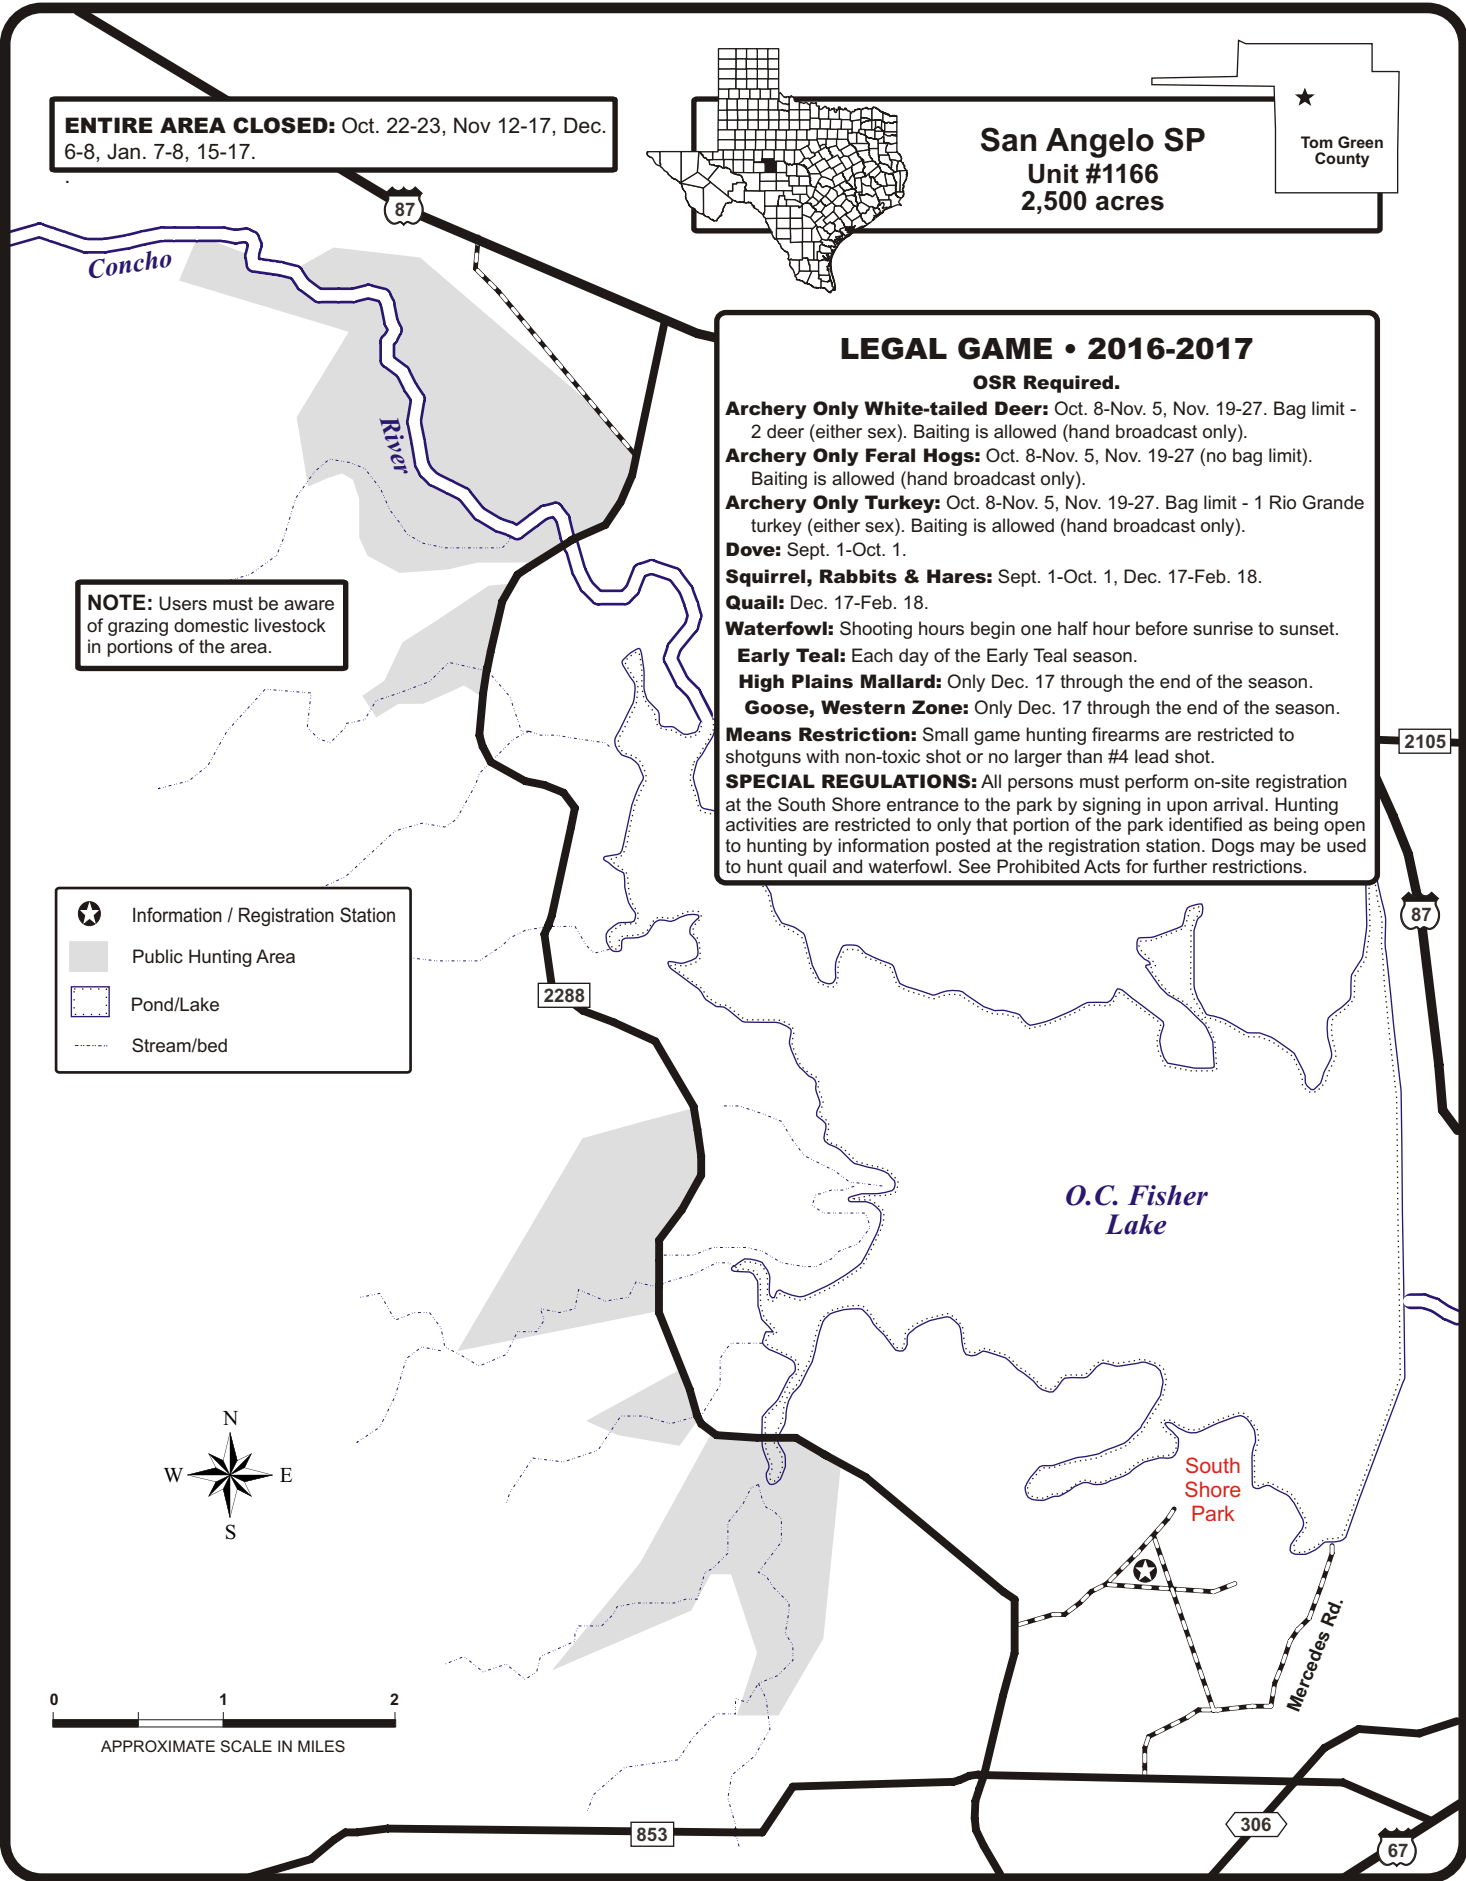 ENTIRE AREA CLOSED: Oct. 22-23, Nov 12-17, Dec.
6-8, Jan. 7-8, 15-17.
.
San Angelo SP
Unit #1166
2,500 acres
Tom Green
County
87
Concho
River
LEGAL GAME • 2016-2017
OSR Required.
Archery Only White-tailed Deer: Oct. 8-Nov. 5, Nov. 19-27. Bag limit -
2 deer (either sex). Baiting is allowed (hand broadcast only).
Archery Only Feral Hogs: Oct. 8-Nov. 5, Nov. 19-27 (no bag limit).
Baiting is allowed (hand broadcast only).
Archery Only Turkey: Oct. 8-Nov. 5, Nov. 19-27. Bag limit - 1 Rio Grande
turkey (either sex). Baiting is allowed (hand broadcast only).
Dove: Sept. 1-Oct. 1.
Squirrel, Rabbits & Hares: Sept. 1-Oct. 1, Dec. 17-Feb. 18.
Quail: Dec. 17-Feb. 18.
Waterfowl: Shooting hours begin one half hour before sunrise to sunset.
Early Teal: Each day of the Early Teal season.
High Plains Mallard: Only Dec. 17 through the end of the season.
Goose, Western Zone: Only Dec. 17 through the end of the season.
Means Restriction: Small game hunting firearms are restricted to
shotguns with non-toxic shot or no larger than #4 lead shot.
SPECIAL REGULATIONS: All persons must perform on-site registration
at the South Shore entrance to the park by signing in upon arrival. Hunting
activities are restricted to only that portion of the park identified as being open
to hunting by information posted at the registration station. Dogs may be used
to hunt quail and waterfowl. See Prohibited Acts for further restrictions.
NOTE: Users must be aware
of grazing domestic livestock
in portions of the area.
2105
87
Information / Registration Station
Public Hunting Area
Pond/Lake
Stream/bed
2288
O.C. Fisher
Lake
N
W
E
S
South
Shore
Park
Mercedes Rd.
0
1
2
APPROXIMATE SCALE IN MILES
853
306
67